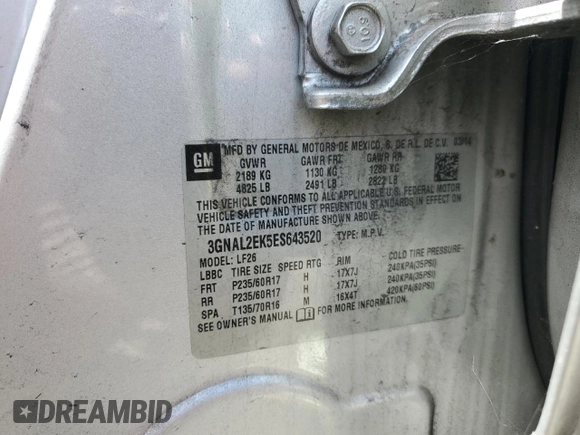 105
GM
MFD BY GENERAL MOTORS DE MEXICO, S. DE R.L. DE C.V. 03/14
GVWR GAWR FRT GAWR RR
2189 KG 1130 KG 1280 KG
4825 LB 2491 LB 2822 LB
THIS VEHICLE CONFORMS TO ALL APPLICABLE U.S. FEDERAL MOTOR
VEHICLE SAFETY AND THEFT PREVENTION STANDARDS IN EFFECT ON
THE DATE OF MANUFACTURE SHOWN ABOVE.
3GNAL2EK5ES643520 TYPE: M.P.V.
MODEL: LF26
LBBC TIRE SIZE SPEED RTG RIM COLD TIRE PRESSURE
FRT P235/60R17 H 17X7J 240KPA(35PSI)
RR P235/60R17 H 17X7J 240KPA(35PSI)
SPA T135/70R16 M 16X4T 420KPA(60PSI)
SEE OWNER'S MANUAL FOR MORE INFORMATION.
DREAMBID